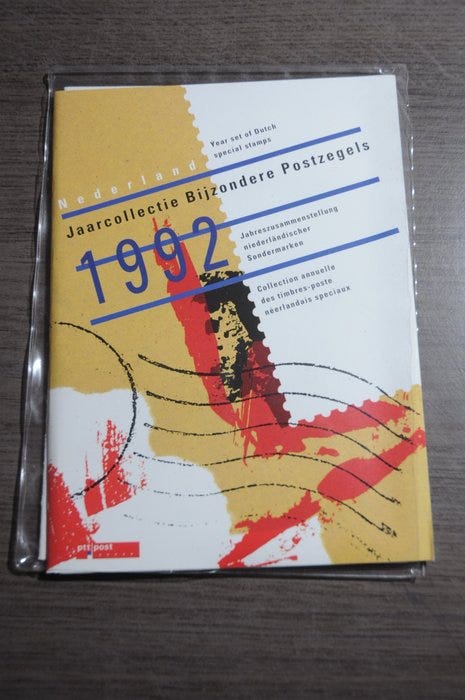 Year set of Dutch
special stamps
Nederland
Jaarcollectie Bijzondere Postzegels
1992
Jahreszusammenstellung
niederländischer
Sondermarken
Collection annuelle
des timbres-poste
néerlandais spéciaux
ptt post